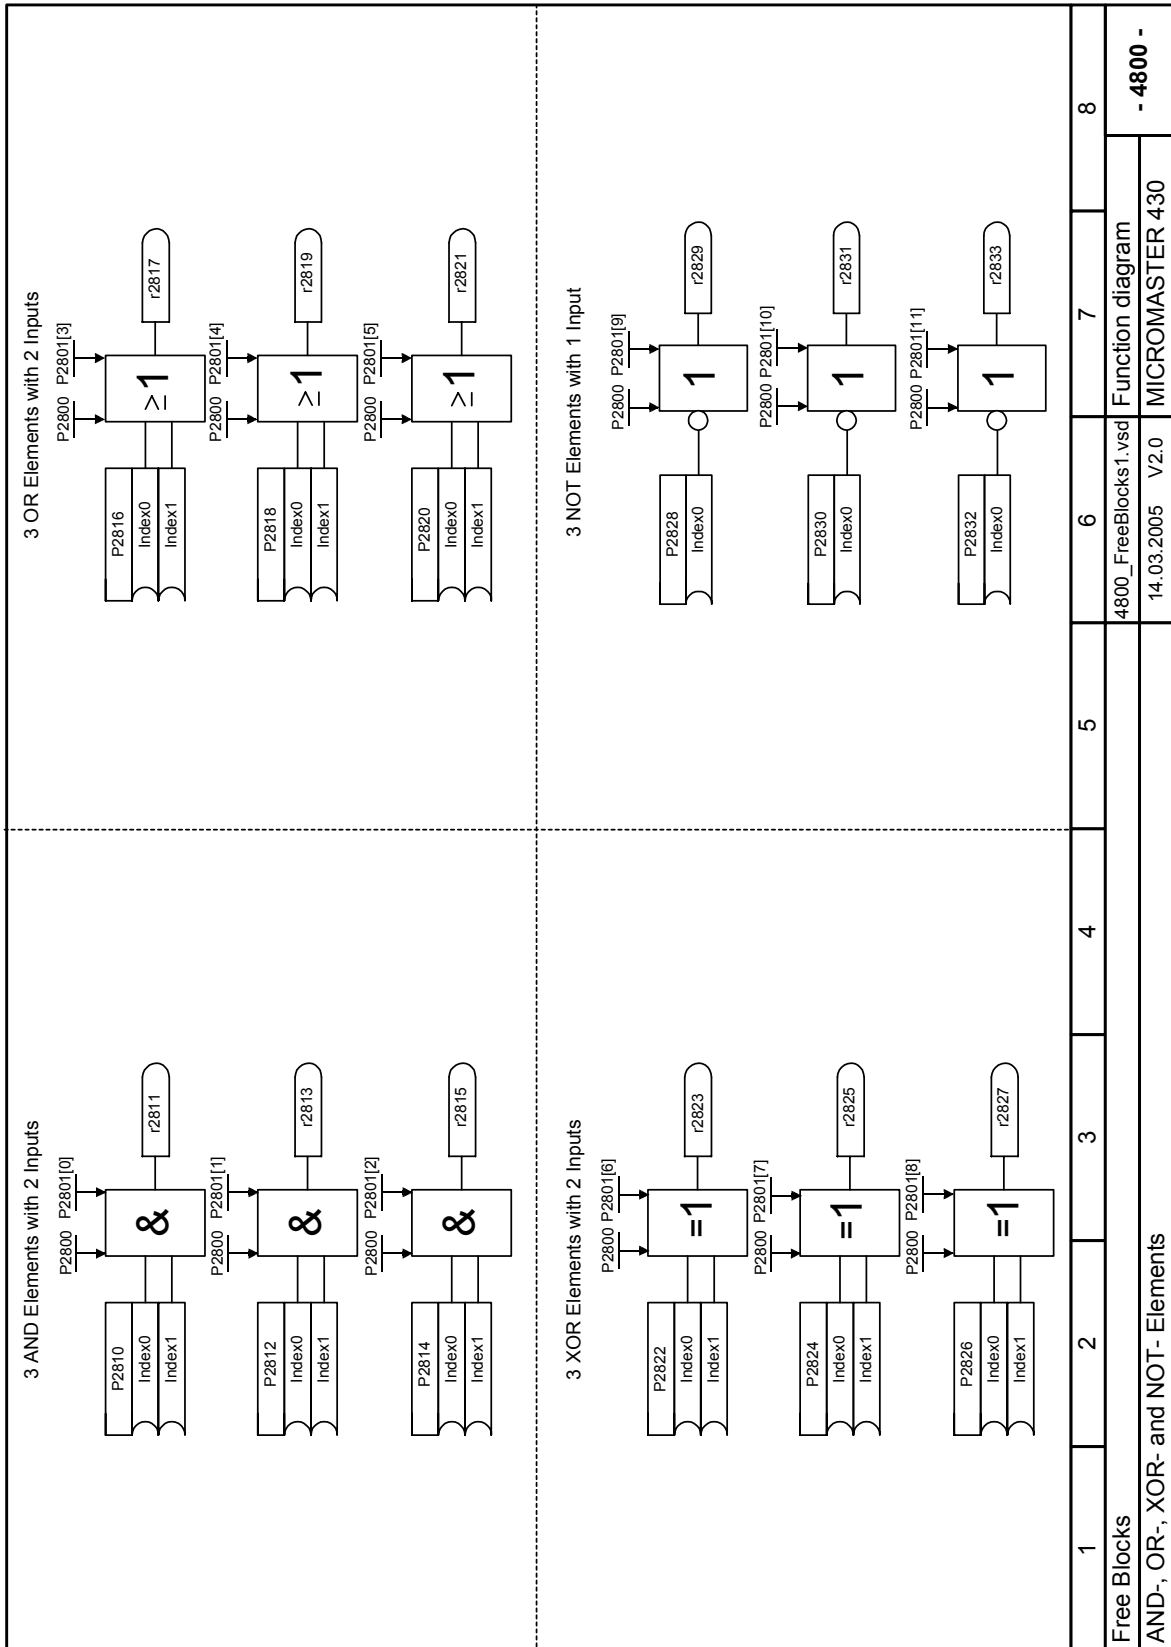 3 AND Elements with 2 Inputs
P2800 P2801[0]
P2810
Index0
Index1
&
r2811
P2800 P2801[1]
P2812
Index0
Index1
&
r2813
P2800 P2801[2]
P2814
Index0
Index1
&
r2815
3 OR Elements with 2 Inputs
P2800 P2801[3]
P2816
Index0
Index1
≥1
r2817
P2800 P2801[4]
P2818
Index0
Index1
≥1
r2819
P2800 P2801[5]
P2820
Index0
Index1
≥1
r2821
3 XOR Elements with 2 Inputs
P2800 P2801[6]
P2822
Index0
Index1
=1
r2823
P2800 P2801[7]
P2824
Index0
Index1
=1
r2825
P2800 P2801[8]
P2826
Index0
Index1
=1
r2827
3 NOT Elements with 1 Input
P2800 P2801[9]
P2828
Index0
1
r2829
P2800 P2801[10]
P2830
Index0
1
r2831
P2800 P2801[11]
P2832
Index0
1
r2833
1 2 3 4 5 6 7 8
Free Blocks 4800_FreeBlocks1.vsd Function diagram
- 4800 -
AND-, OR-, XOR- and NOT- Elements 14.03.2005 V2.0 MICROMASTER 430